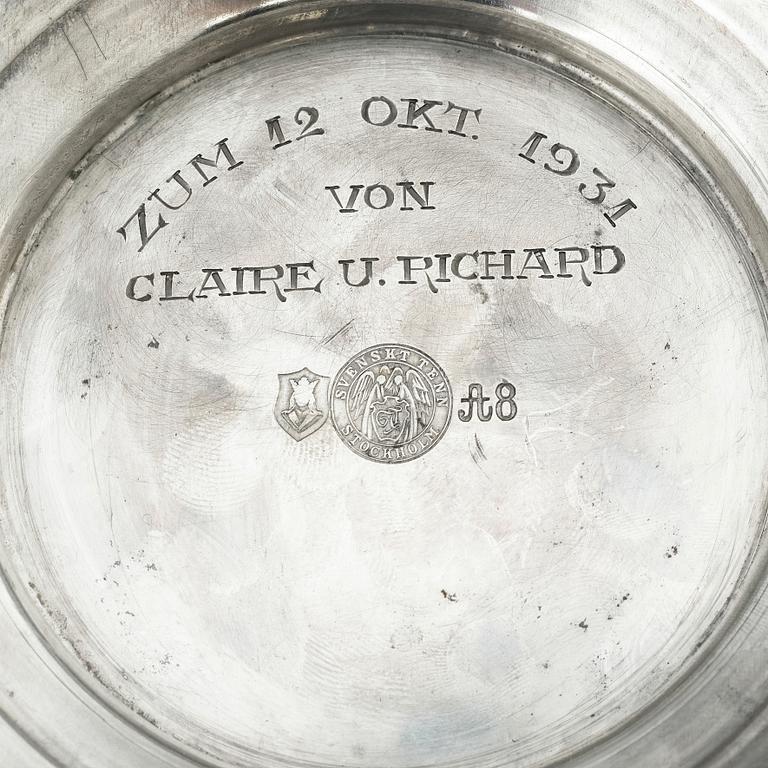 ZUM 12 OKT. 1931
VON
CLAIRE U. RICHARD
SVENSKT TENN
STOCKHOLM
A8